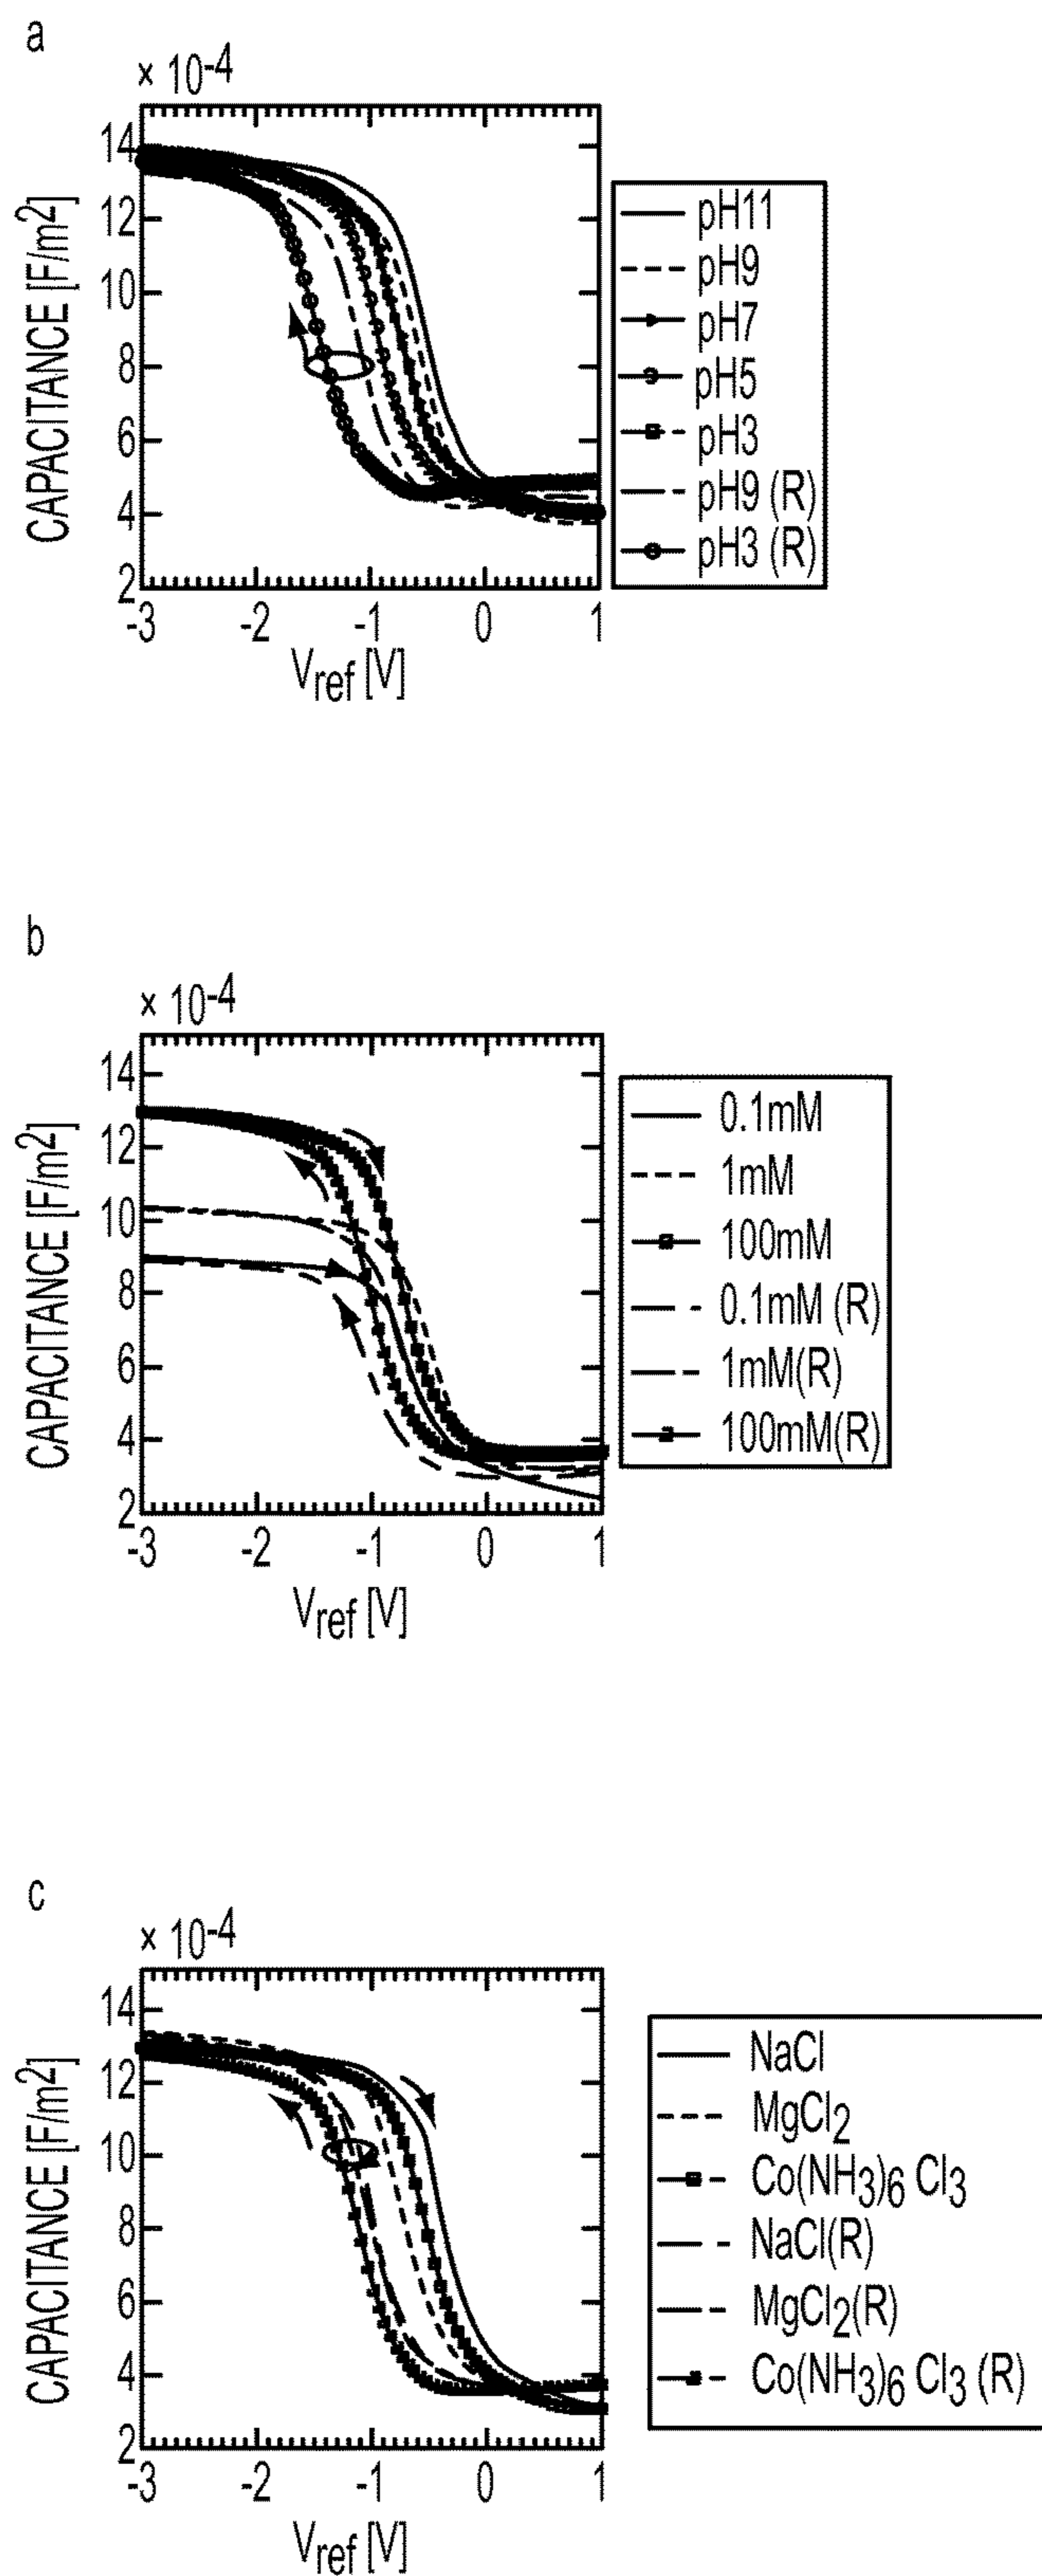 a
× 10-4
CAPACITANCE [F/m2]
14
12
10
8
6
4
2
-3 -2 -1 0 1
Vref [V]
pH11
pH9
pH7
pH5
pH3
pH9 (R)
pH3 (R)
b
× 10-4
CAPACITANCE [F/m2]
14
12
10
8
6
4
2
-3 -2 -1 0 1
Vref [V]
0.1mM
1mM
100mM
0.1mM (R)
1mM(R)
100mM(R)
c
× 10-4
CAPACITANCE [F/m2]
14
12
10
8
6
4
2
-3 -2 -1 0 1
Vref [V]
NaCl
MgCl2
Co(NH3)6 Cl3
NaCl(R)
MgCl2(R)
Co(NH3)6 Cl3 (R)